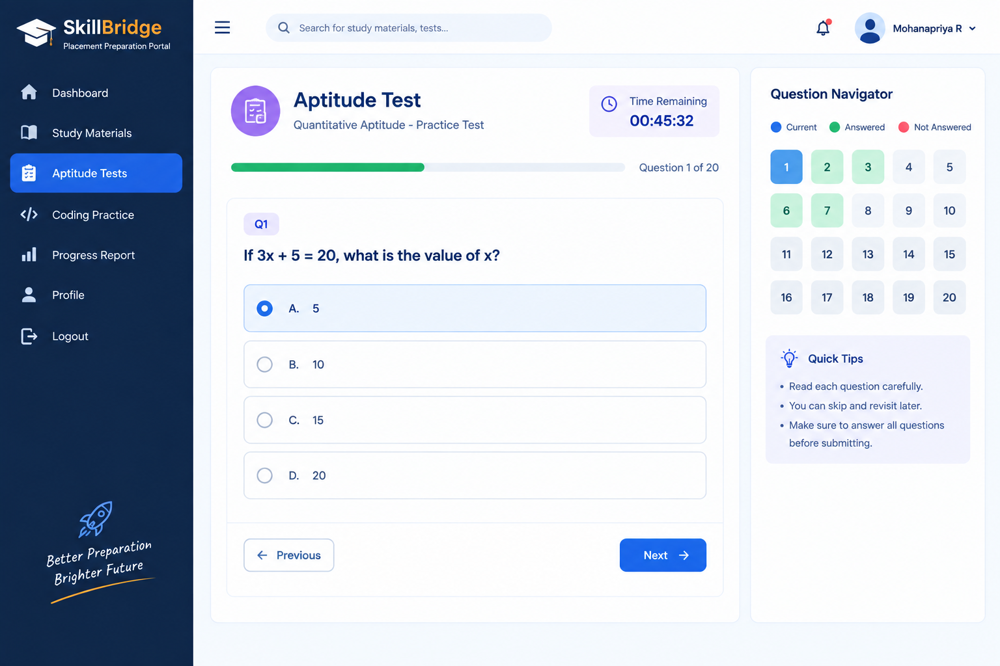 SkillBridge
Placement Preparation Portal
Dashboard
Study Materials
Aptitude Tests
Coding Practice
Progress Report
Profile
Logout
Better Preparation
Brighter Future
Search for study materials, tests...
Mohanapriya R
Aptitude Test
Quantitative Aptitude - Practice Test
Time Remaining
00:45:32
Question 1 of 20
Q1
If 3x + 5 = 20, what is the value of x?
A. 5
B. 10
C. 15
D. 20
Previous
Next
Question Navigator
Current Answered Not Answered
1 2 3 4 5
6 7 8 9 10
11 12 13 14 15
16 17 18 19 20
Quick Tips
• Read each question carefully.
• You can skip and revisit later.
• Make sure to answer all questions
before submitting.